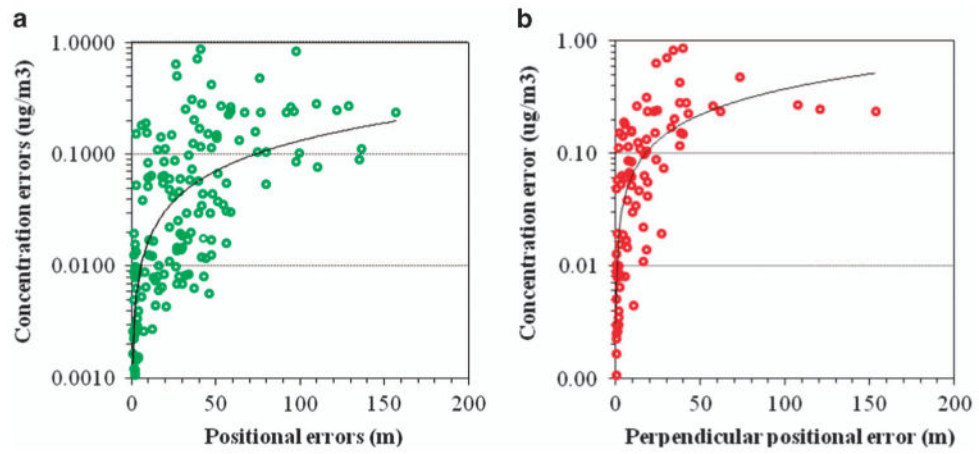 a
1.0000
0.1000
0.0100
0.0010
Concentration errors (ug/m3)
0 50 100 150 200
Positional errors (m)
b
1.00
0.10
0.01
0.00
Concentration error (ug/m3)
0 50 100 150 200
Perpendicular positional error (m)